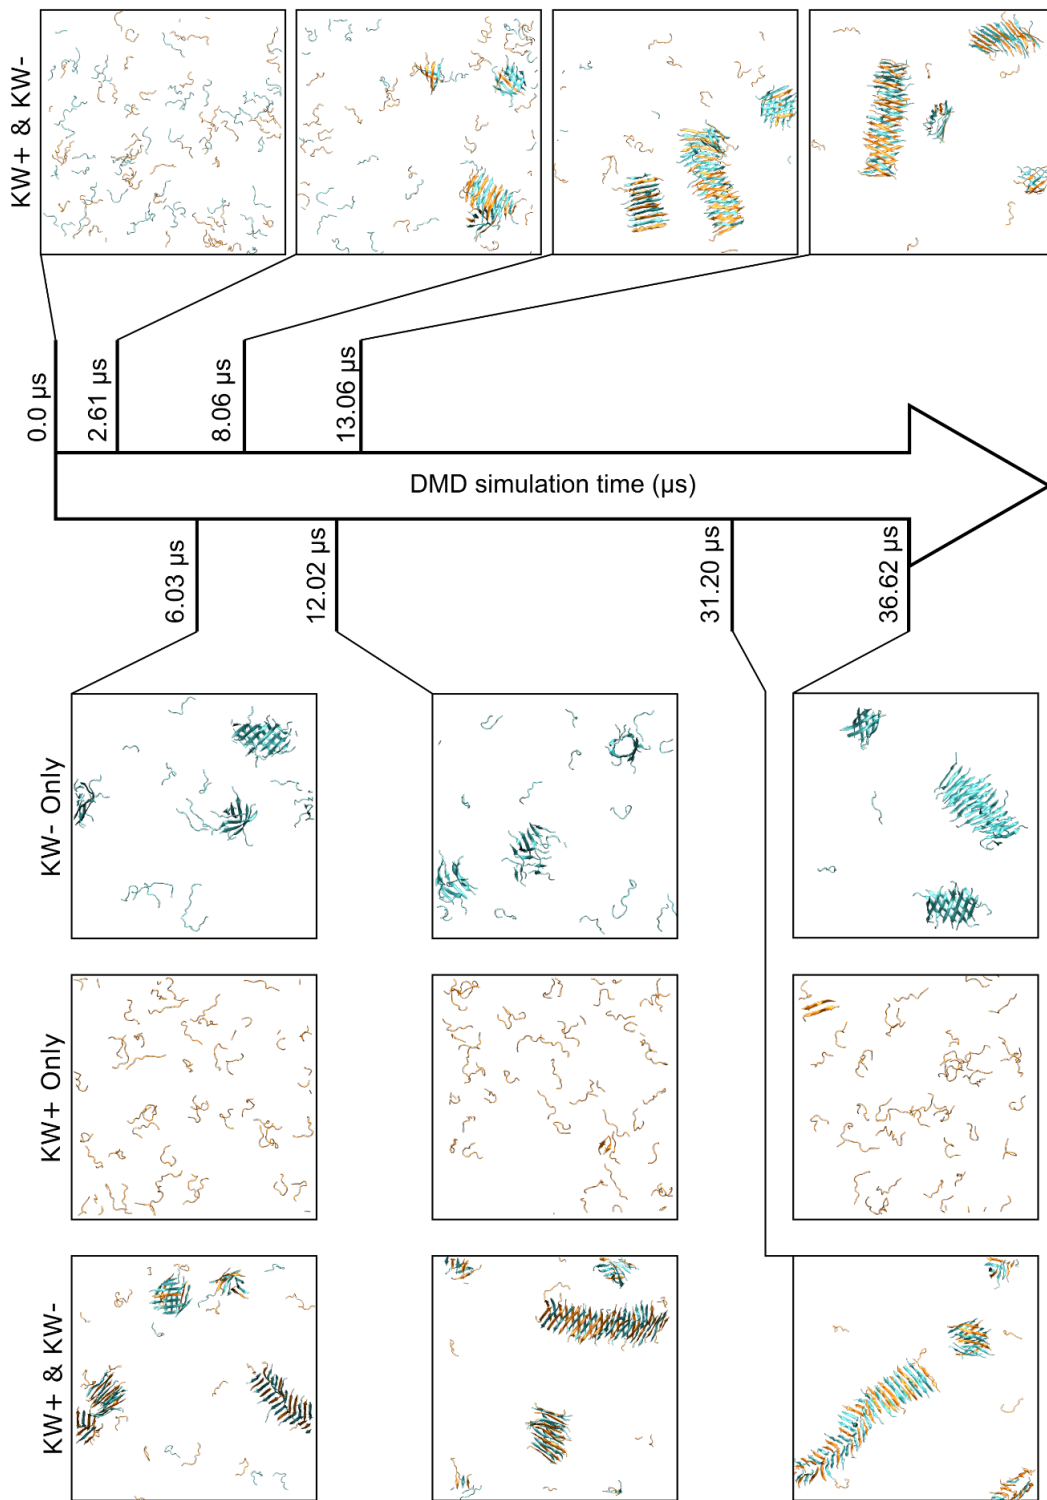 KW+ & KW-
0.0 µs
2.61 µs
8.06 µs
13.06 µs
DMD simulation time (µs)
6.03 µs
12.02 µs
31.20 µs
36.62 µs
KW- Only
KW+ Only
KW+ & KW-